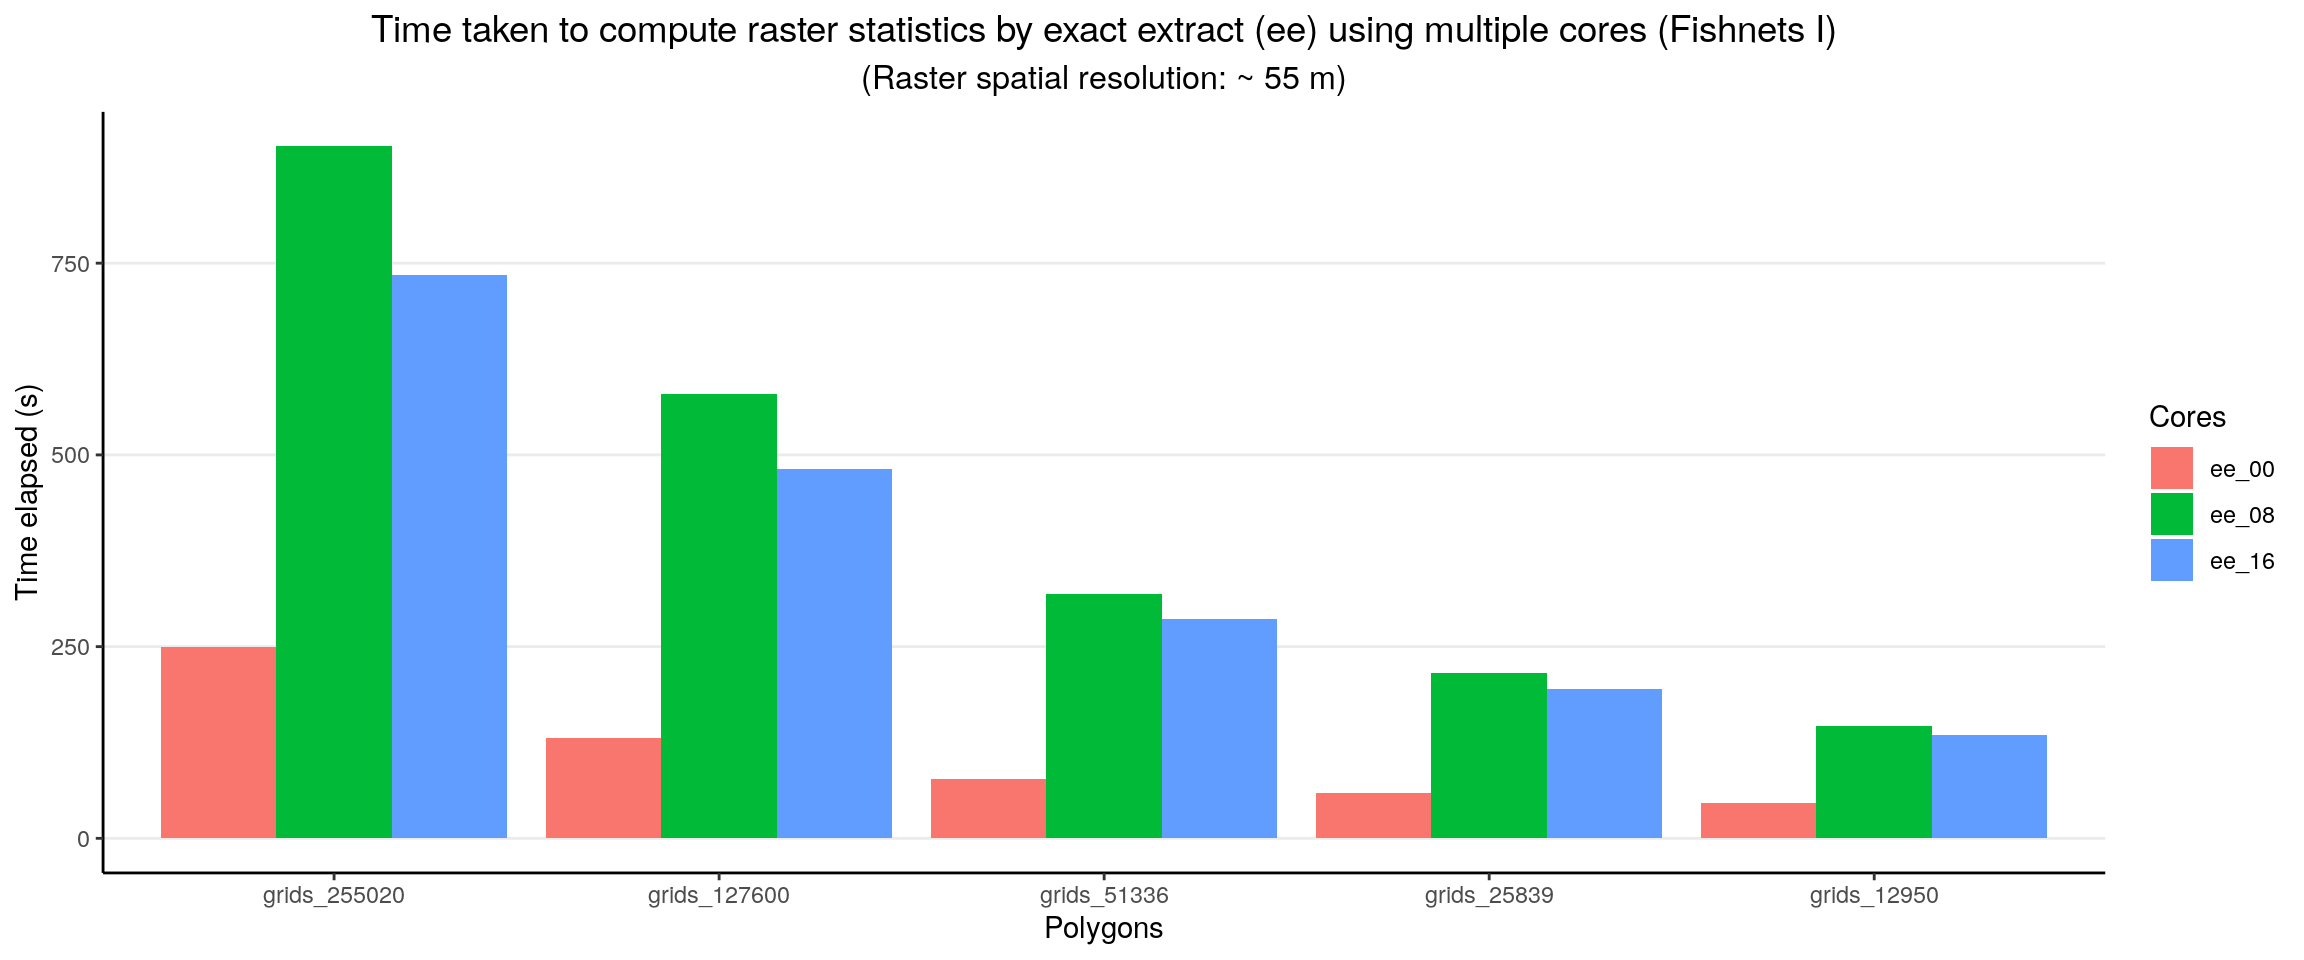 Time taken to compute raster statistics by exact extract (ee) using multiple cores (Fishnets I)
(Raster spatial resolution: ~ 55 m)
Time elapsed (s)
750
500
250
0
grids_255020
grids_127600
grids_51336
grids_25839
grids_12950
Polygons
Cores
ee_00
ee_08
ee_16